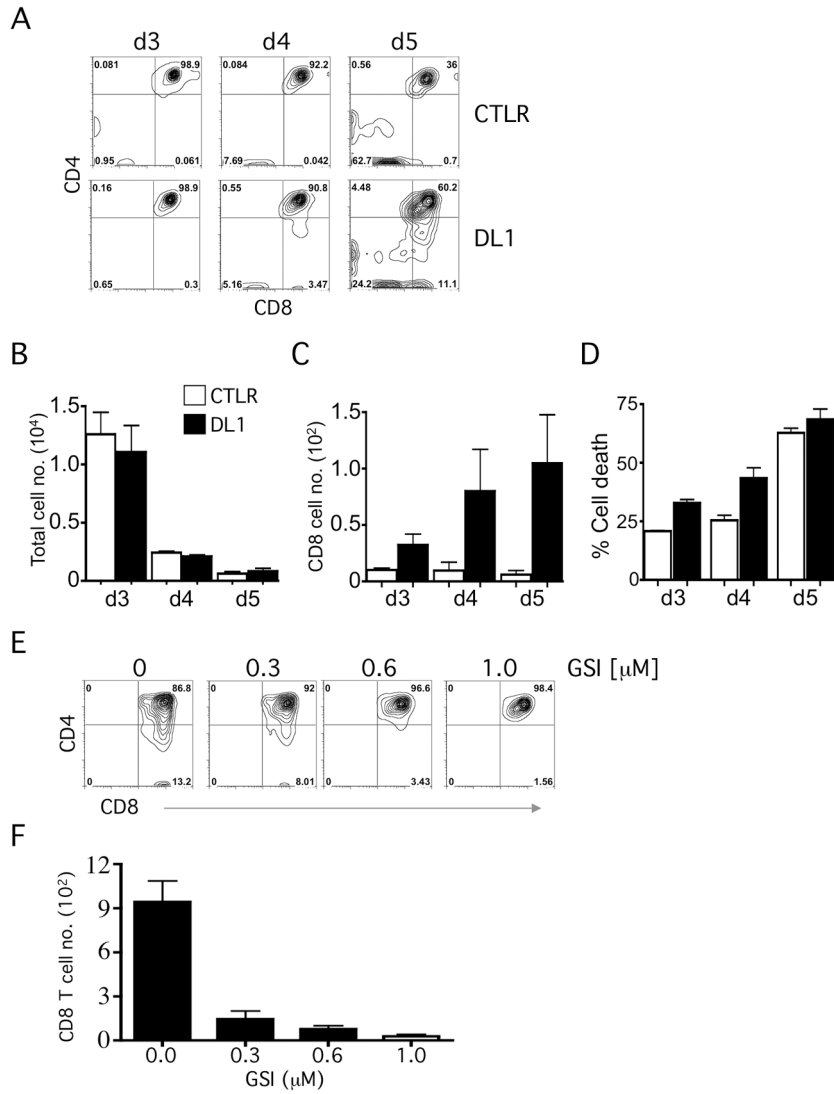 A
d3 d4 d5
0.081 98.9 0.084 92.2 0.56 36
CTLR
0.95 0.061 7.69 0.042 62.7 0.7
CD4
0.16 98.9 0.55 90.8 4.48 60.2
DL1
0.65 0.3 5.16 3.47 24.2 11.1
CD8
B C D
CTLR
DL1
Total cell no. (10⁴)
1.5
1.0
0.5
0
d3 d4 d5
CD8 cell no. (10²)
1.5
1.0
0.5
0
d3 d4 d5
% Cell death
75
50
25
0
d3 d4 d5
E
0 0.3 0.6 1.0 GSI [μM]
0 86.8 0 92 0 96.6 0 98.4
CD4
0 13.2 0 8.01 0 3.43 0 1.56
CD8
F
CD8 T cell no. (10²)
12
9
6
3
0
0.0 0.3 0.6 1.0
GSI (μM)